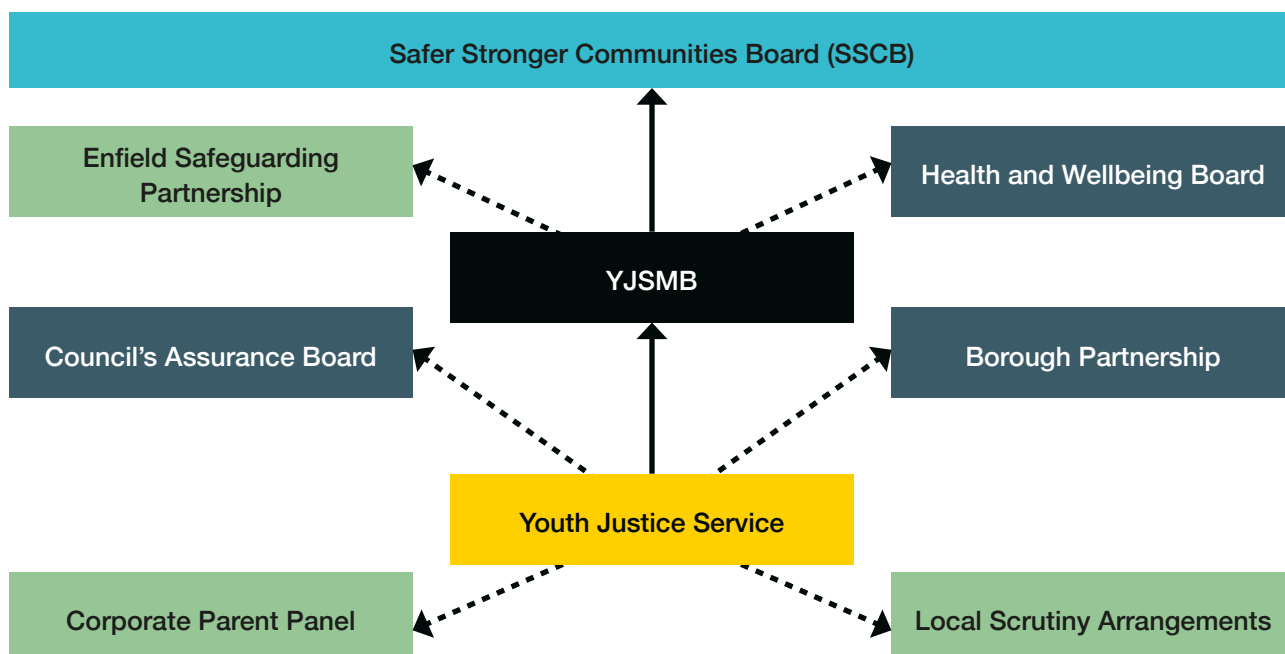 Safer Stronger Communities Board (SSCB)
Enfield Safeguarding
Partnership
Health and Wellbeing Board
YJSMB
Council’s Assurance Board
Borough Partnership
Youth Justice Service
Corporate Parent Panel
Local Scrutiny Arrangements